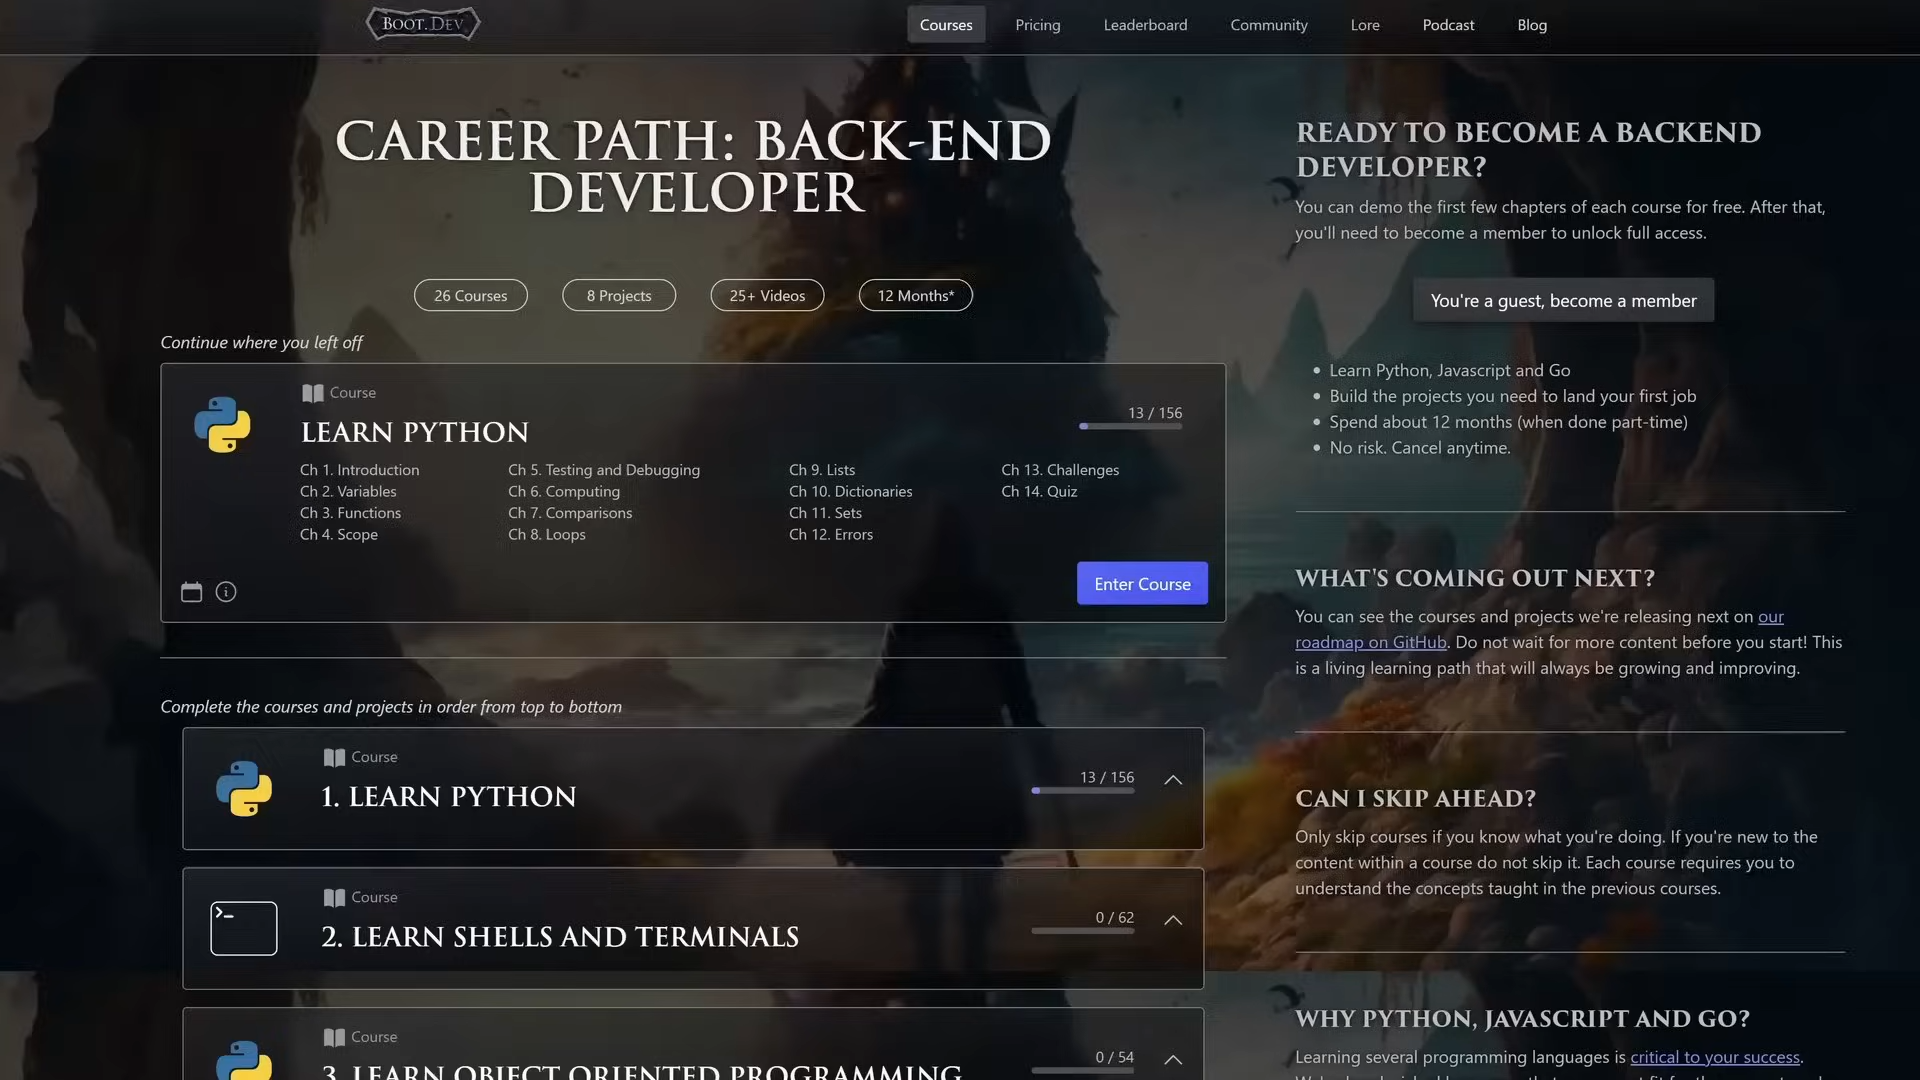 BOOT.DEV
Courses
Pricing
Leaderboard
Community
Lore
Podcast
Blog
CAREER PATH: BACK-END
DEVELOPER
26 Courses
8 Projects
25+ Videos
12 Months*
Continue where you left off
Course
LEARN PYTHON
13 / 156
Ch 1. Introduction
Ch 2. Variables
Ch 3. Functions
Ch 4. Scope
Ch 5. Testing and Debugging
Ch 6. Computing
Ch 7. Comparisons
Ch 8. Loops
Ch 9. Lists
Ch 10. Dictionaries
Ch 11. Sets
Ch 12. Errors
Ch 13. Challenges
Ch 14. Quiz
Enter Course
Complete the courses and projects in order from top to bottom
Course
1. LEARN PYTHON
13 / 156
Course
2. LEARN SHELLS AND TERMINALS
0 / 62
Course
3. LEARN OBJECT ORIENTED PROGRAMMING
0 / 54
READY TO BECOME A BACKEND
DEVELOPER?
You can demo the first few chapters of each course for free. After that,
you'll need to become a member to unlock full access.
You're a guest, become a member
• Learn Python, Javascript and Go
• Build the projects you need to land your first job
• Spend about 12 months (when done part-time)
• No risk. Cancel anytime.
WHAT'S COMING OUT NEXT?
You can see the courses and projects we're releasing next on our
roadmap on GitHub. Do not wait for more content before you start! This
is a living learning path that will always be growing and improving.
CAN I SKIP AHEAD?
Only skip courses if you know what you're doing. If you're new to the
content within a course do not skip it. Each course requires you to
understand the concepts taught in the previous courses.
WHY PYTHON, JAVASCRIPT AND GO?
Learning several programming languages is critical to your success.